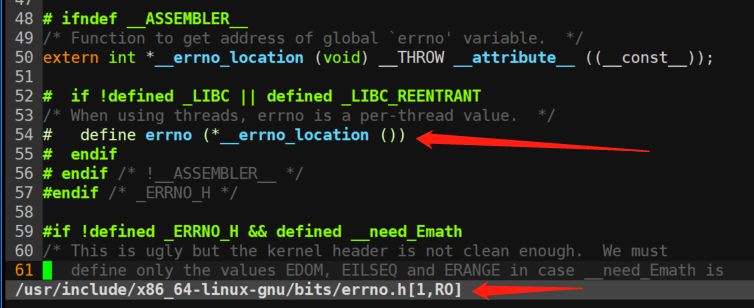 48 # ifndef __ASSEMBLER__
49 /* Function to get address of global `errno' variable.  */
50 extern int *__errno_location (void) __THROW __attribute__ ((__const__));
51
52 #  if !defined _LIBC || defined _LIBC_REENTRANT
53 /* When using threads, errno is a per-thread value.  */
54 #   define errno (*__errno_location ())
55 #  endif
56 # endif /* !__ASSEMBLER__ */
57 #endif /* _ERRNO_H */
58
59 #if !defined _ERRNO_H && defined __need_Emath
60 /* This is ugly but the kernel header is not clean enough.  We must
61    define only the values EDOM, EILSEQ and ERANGE in case __need_Emath is
/usr/include/x86_64-linux-gnu/bits/errno.h[1,RO]